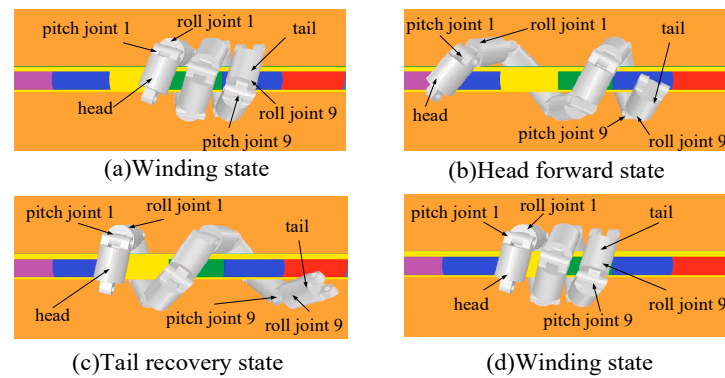 pitch joint 1
roll joint 1
tail
head
roll joint 9
pitch joint 9
(a)Winding state
roll joint 1
pitch joint 1
tail
head
pitch joint 9
roll joint 9
(b)Head forward state
roll joint 1
pitch joint 1
tail
head
pitch joint 9
roll joint 9
(c)Tail recovery state
roll joint 1
pitch joint 1
tail
head
roll joint 9
pitch joint 9
(d)Winding state